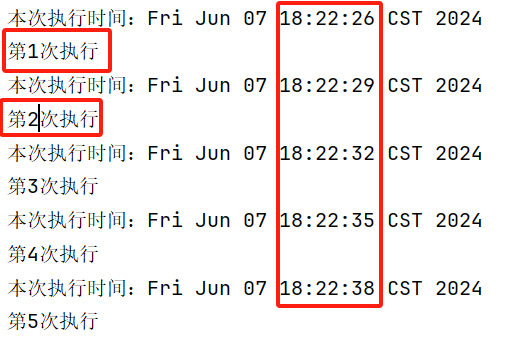 本次执行时间：Fri Jun 07 18:22:26 CST 2024
第1次执行
本次执行时间：Fri Jun 07 18:22:29 CST 2024
第2次执行
本次执行时间：Fri Jun 07 18:22:32 CST 2024
第3次执行
本次执行时间：Fri Jun 07 18:22:35 CST 2024
第4次执行
本次执行时间：Fri Jun 07 18:22:38 CST 2024
第5次执行